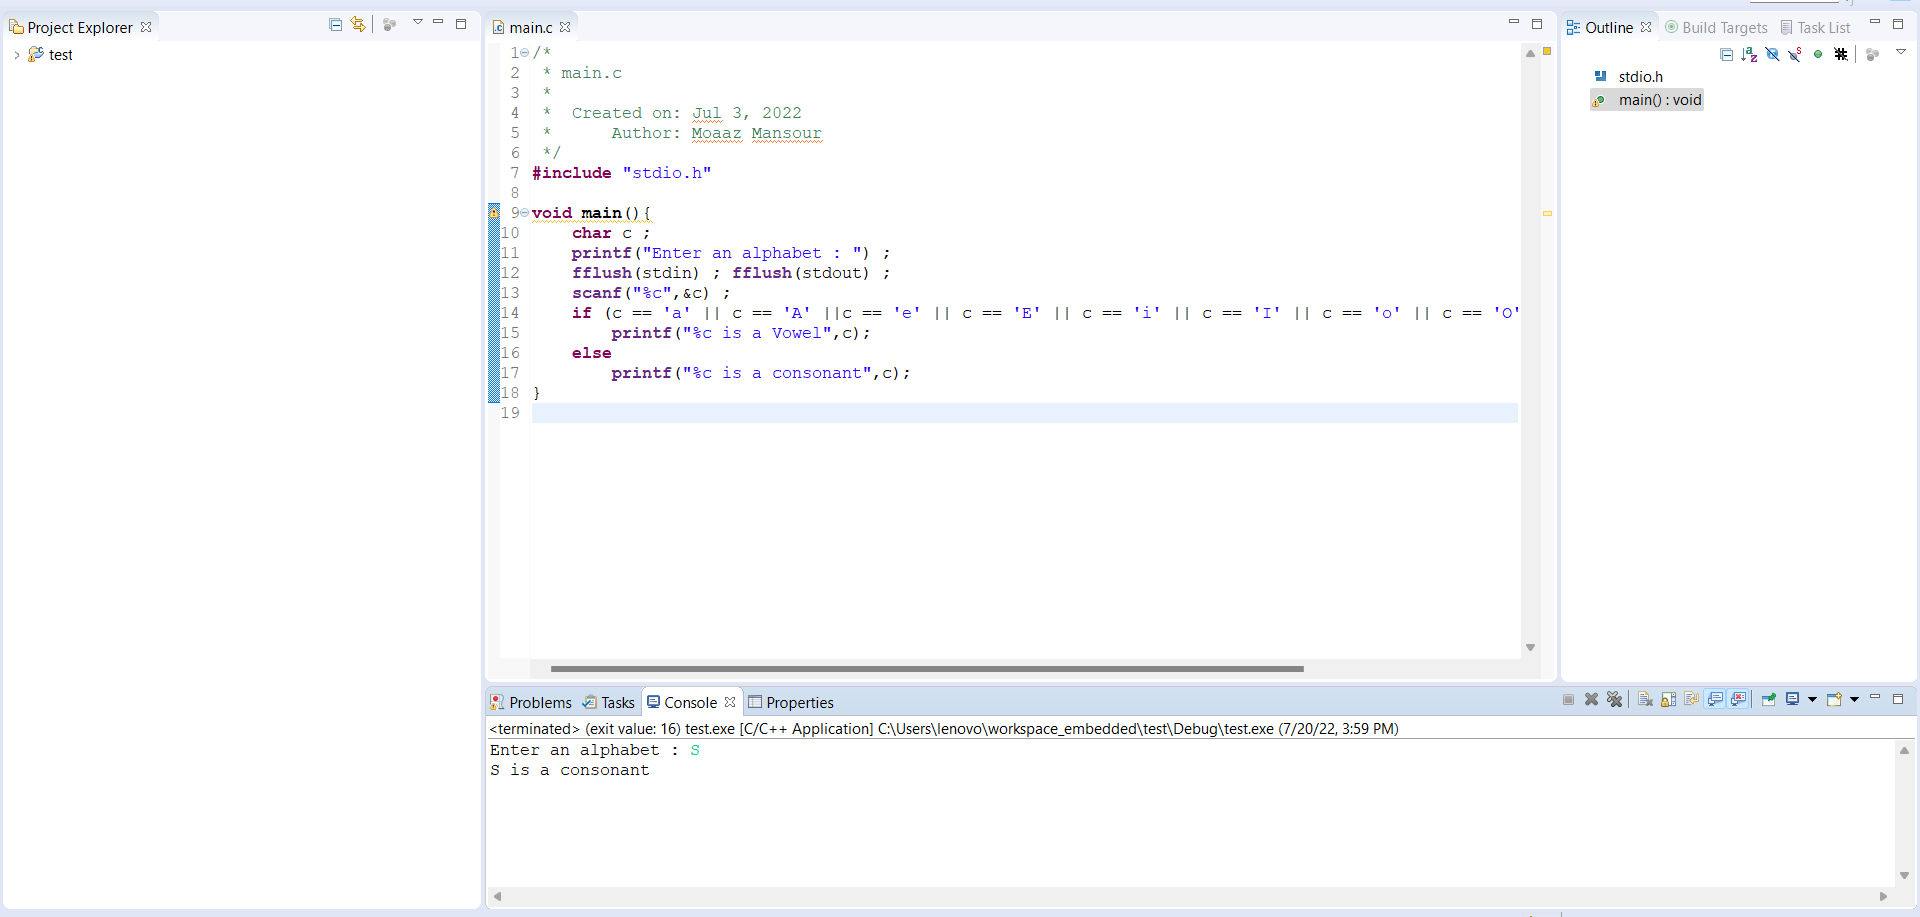 Project Explorer
test
main.c
1 /*
2  * main.c
3  *
4  *  Created on: Jul 3, 2022
5  *      Author: Moaaz Mansour
6  */
7 #include "stdio.h"
8
9 void main(){
10     char c ;
11     printf("Enter an alphabet : ") ;
12     fflush(stdin) ; fflush(stdout) ;
13     scanf("%c",&c) ;
14     if (c == 'a' || c == 'A' ||c == 'e' || c == 'E' || c == 'i' || c == 'I' || c == 'o' || c == 'O'
15         printf("%c is a Vowel",c);
16     else
17         printf("%c is a consonant",c);
18 }
19
Outline Build Targets Task List
stdio.h
main() : void
Problems Tasks Console Properties
<terminated> (exit value: 16) test.exe [C/C++ Application] C:\Users\lenovo\workspace_embedded\test\Debug\test.exe (7/20/22, 3:59 PM)
Enter an alphabet : S
S is a consonant